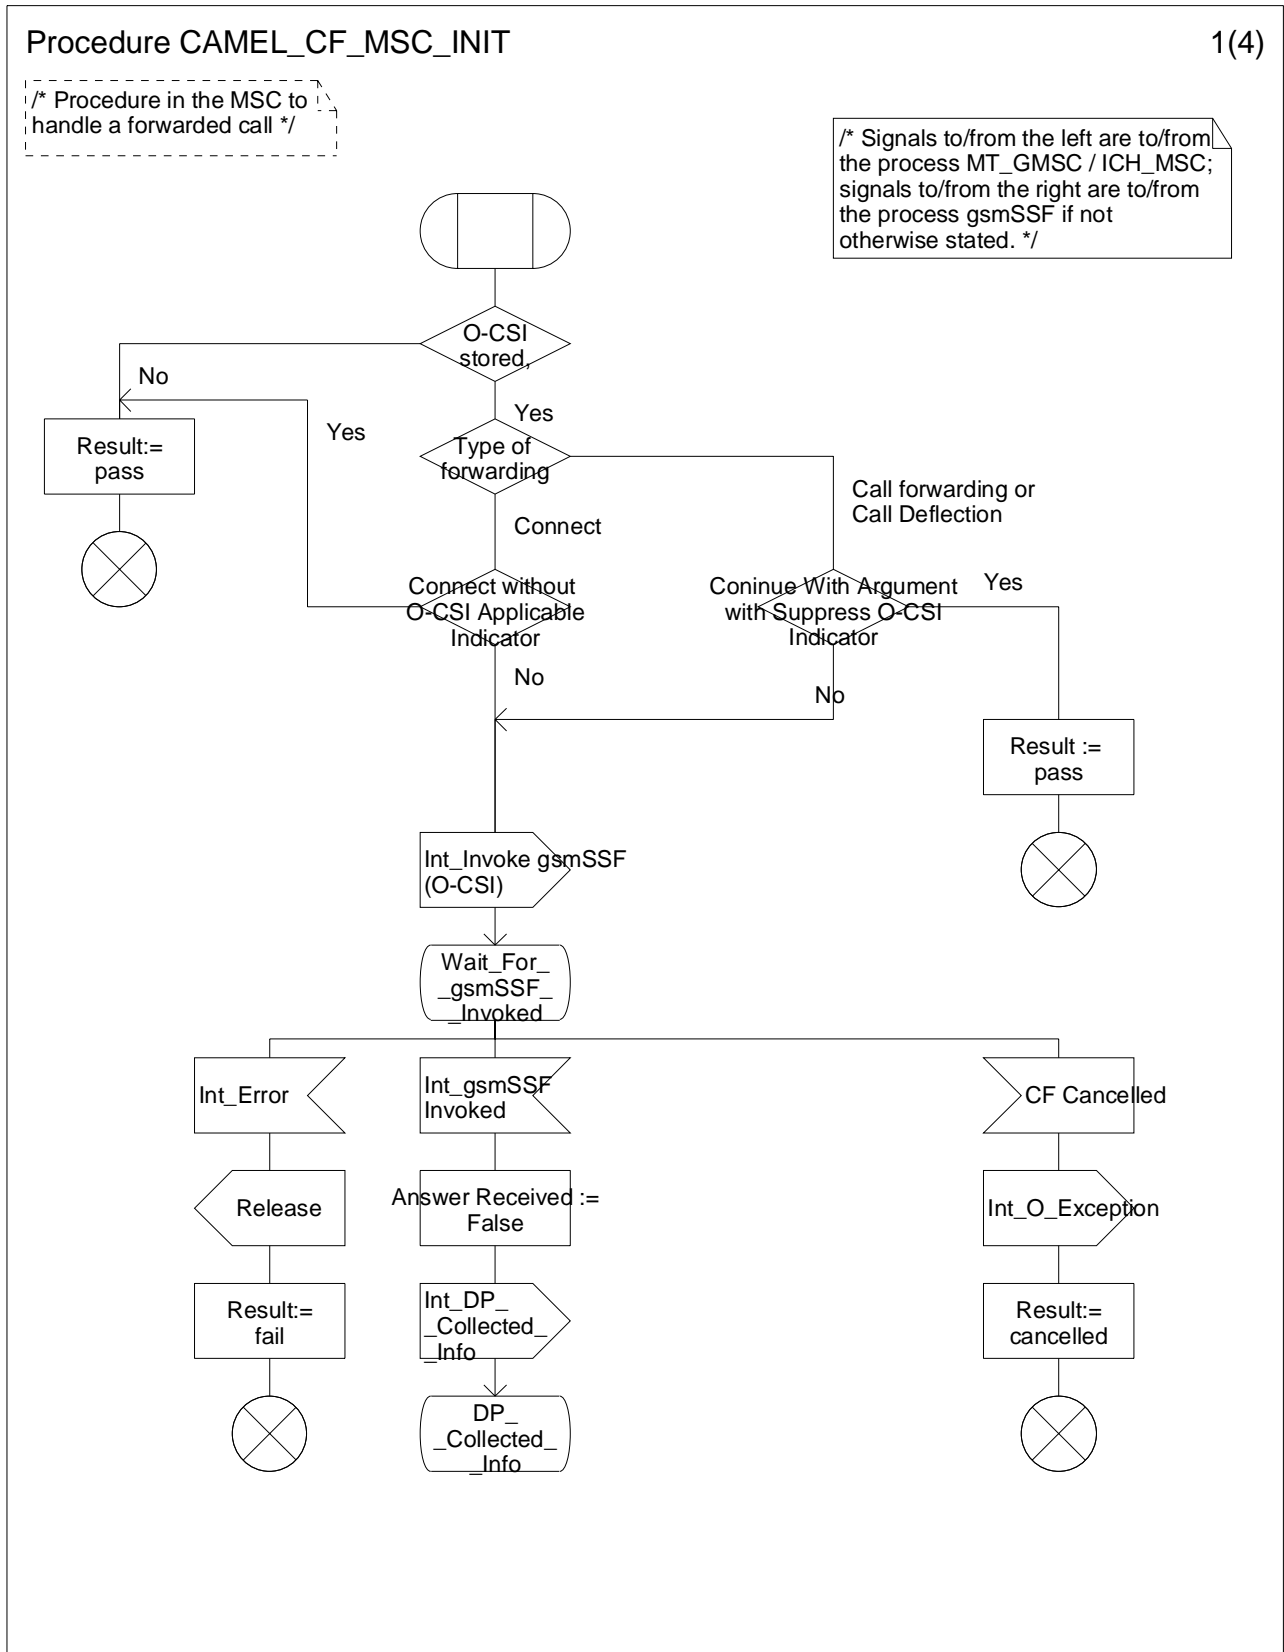 Procedure CAMEL_CF_MSC_INIT
1(4)
/* Procedure in the MSC to
handle a forwarded call */
/* Signals to/from the left are to/from
the process MT_GMSC / ICH_MSC;
signals to/from the right are to/from
the process gsmSSF if not
otherwise stated. */
O-CSI
stored,
No
Yes
Yes
Result:=
pass
Type of
forwarding
Call forwarding or
Call Deflection
Connect
Connect without
O-CSI Applicable
Indicator
Coninue With Argument
with Suppress O-CSI
Indicator
Yes
No
No
Result :=
pass
Int_Invoke gsmSSF
(O-CSI)
Wait_For_
_gsmSSF_
_Invoked
Int_Error
Int_gsmSSF
Invoked
CF Cancelled
Release
Answer Received :=
False
Int_O_Exception
Result:=
fail
Int_DP_
_Collected_
_Info
Result:=
cancelled
DP_
_Collected_
_Info